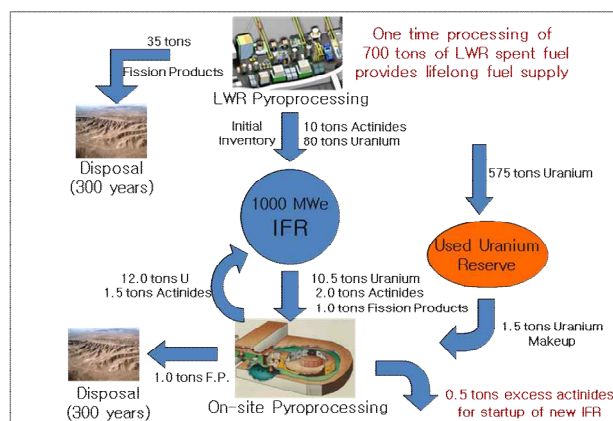 One time processing of
700 tons of LWR spent fuel
provides lifelong fuel supply
35 tons
Fission Products
LWR Pyroprocessing
Disposal
(300 years)
Initial
Inventory
10 tons Actinides
80 tons Uranium
575 tons Uranium
1000 MWe
IFR
Used Uranium
Reserve
12.0 tons U
1.5 tons Actinides
10.5 tons Uranium
2.0 tons Actinides
1.0 tons Fission Products
1.5 tons Uranium
Makeup
1.0 tons F.P.
Disposal
(300 years)
On-site Pyroprocessing
0.5 tons excess actinides
for startup of new IFR